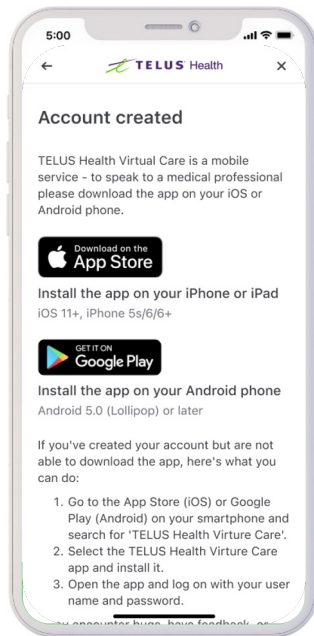 5:00
TELUS Health
Account created
TELUS Health Virtual Care is a mobile
service - to speak to a medical professional
please download the app on your iOS or
Android phone.
Download on the
App Store
Install the app on your iPhone or iPad
iOS 11+, iPhone 5s/6/6+
GET IT ON
Google Play
Install the app on your Android phone
Android 5.0 (Lollipop) or later
If you've created your account but are not
able to download the app, here's what you
can do:
1. Go to the App Store (iOS) or Google
Play (Android) on your smartphone and
search for 'TELUS Health Virture Care'.
2. Select the TELUS Health Virture Care
app and install it.
3. Open the app and log on with your user
name and password.
encounter bugs, have feedback, or